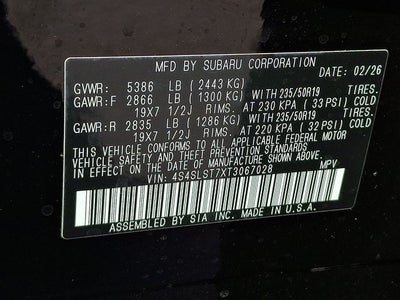 MFD BY SUBARU CORPORATION
DATE: 02/26
GVWR: 5386 LB (2443 KG)
GAWR:F 2866 LB (1300 KG) WITH 235/50R19 TIRES.
19X7 1/2J RIMS. AT 230 KPA (33 PSI) COLD
GAWR:R 2835 LB (1286 KG) WITH 235/50R19 TIRES.
19X7 1/2J RIMS. AT 220 KPA (32 PSI) COLD
THIS VEHICLE CONFORMS TO ALL APPLICABLE FEDERAL MOTOR
VEHICLE SAFETY AND THEFT PREVENTION STANDARDS
IN EFFECT ON THE DATE OF MANUFACTURE SHOWN ABOVE.
VIN: 4S4SLST7XT3067028 MPV
ASSEMBLED BY SIA INC. MADE IN U.S.A.